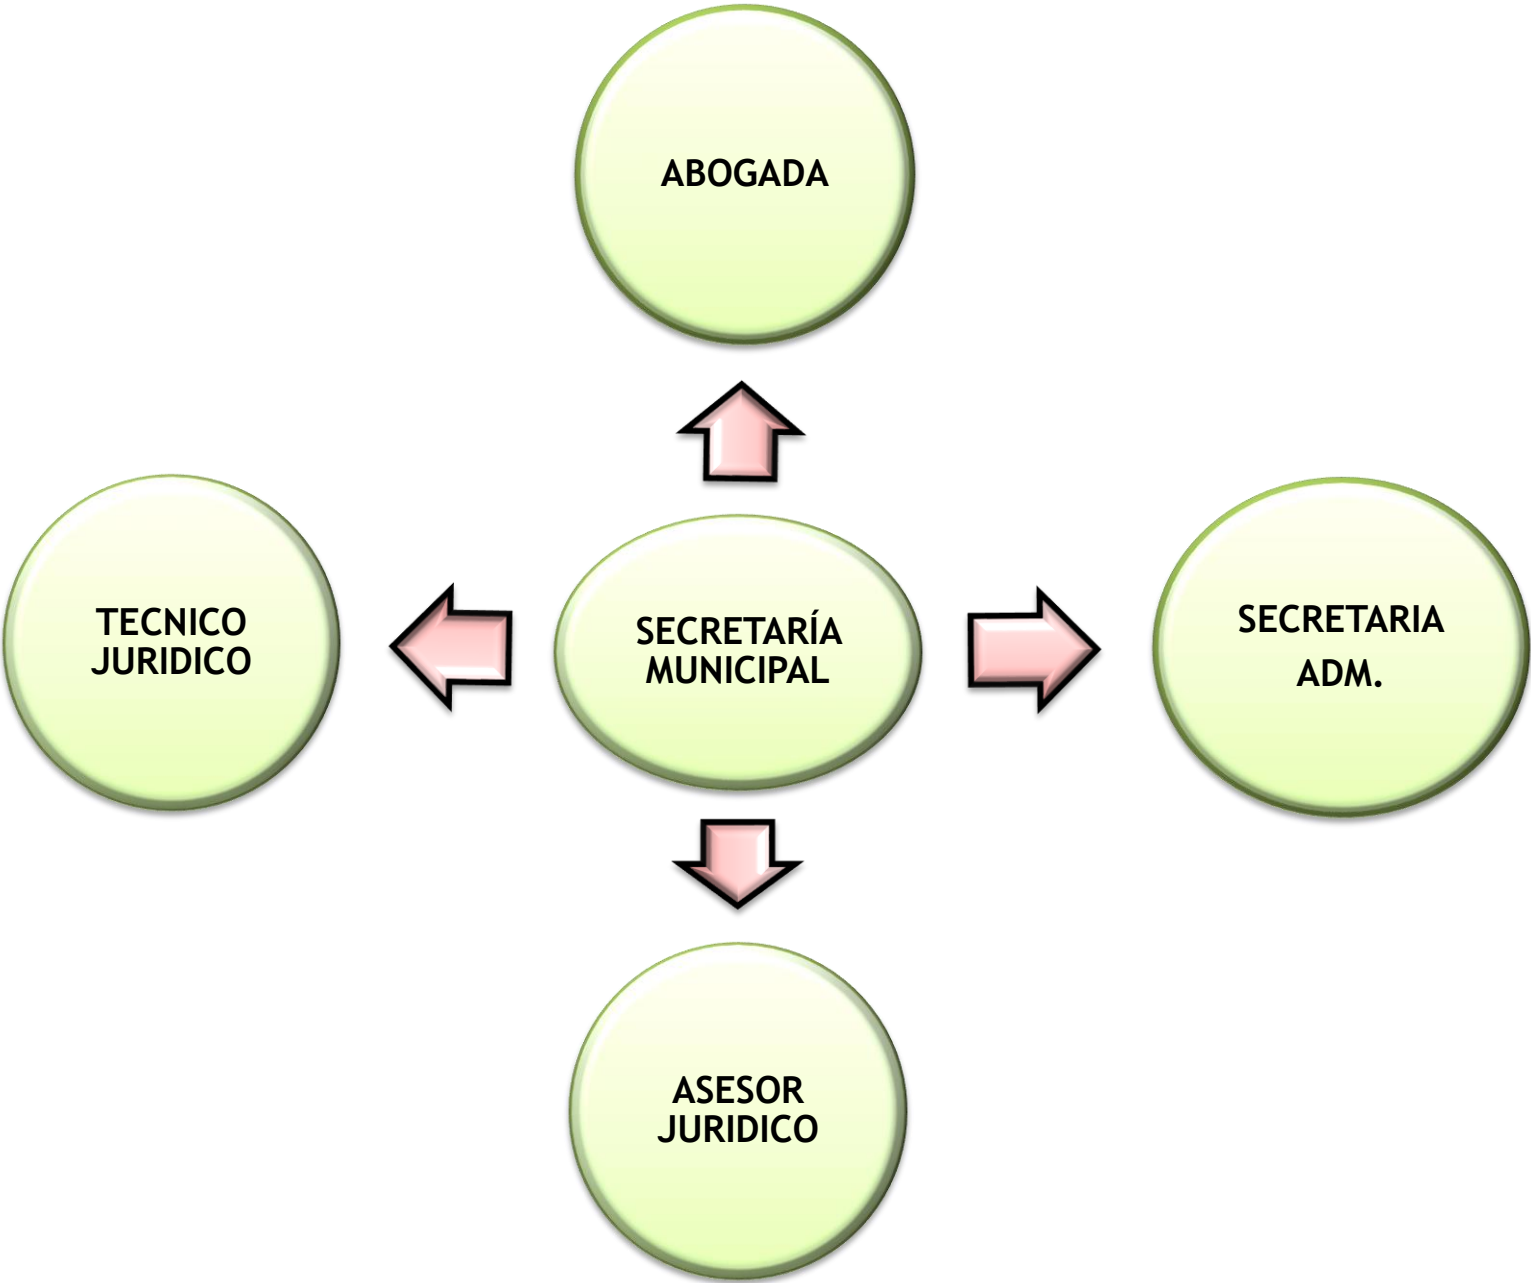 ABOGADA
TECNICO
JURIDICO
SECRETARÍA
MUNICIPAL
SECRETARIA
ADM.
ASESOR
JURIDICO